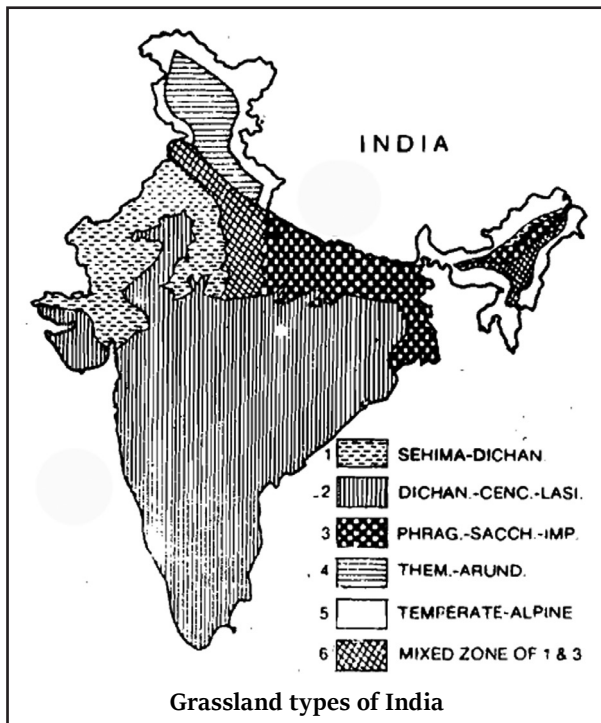 INDIA
1 SEHIMA-DICHAN
2 DICHAN.-CENC.-LASI.
3 PHRAG.-SACCH.-IMP.
4 THEM.-ARUND.
5 TEMPERATE-ALPINE
6 MIXED ZONE OF 1 & 3
Grassland types of India